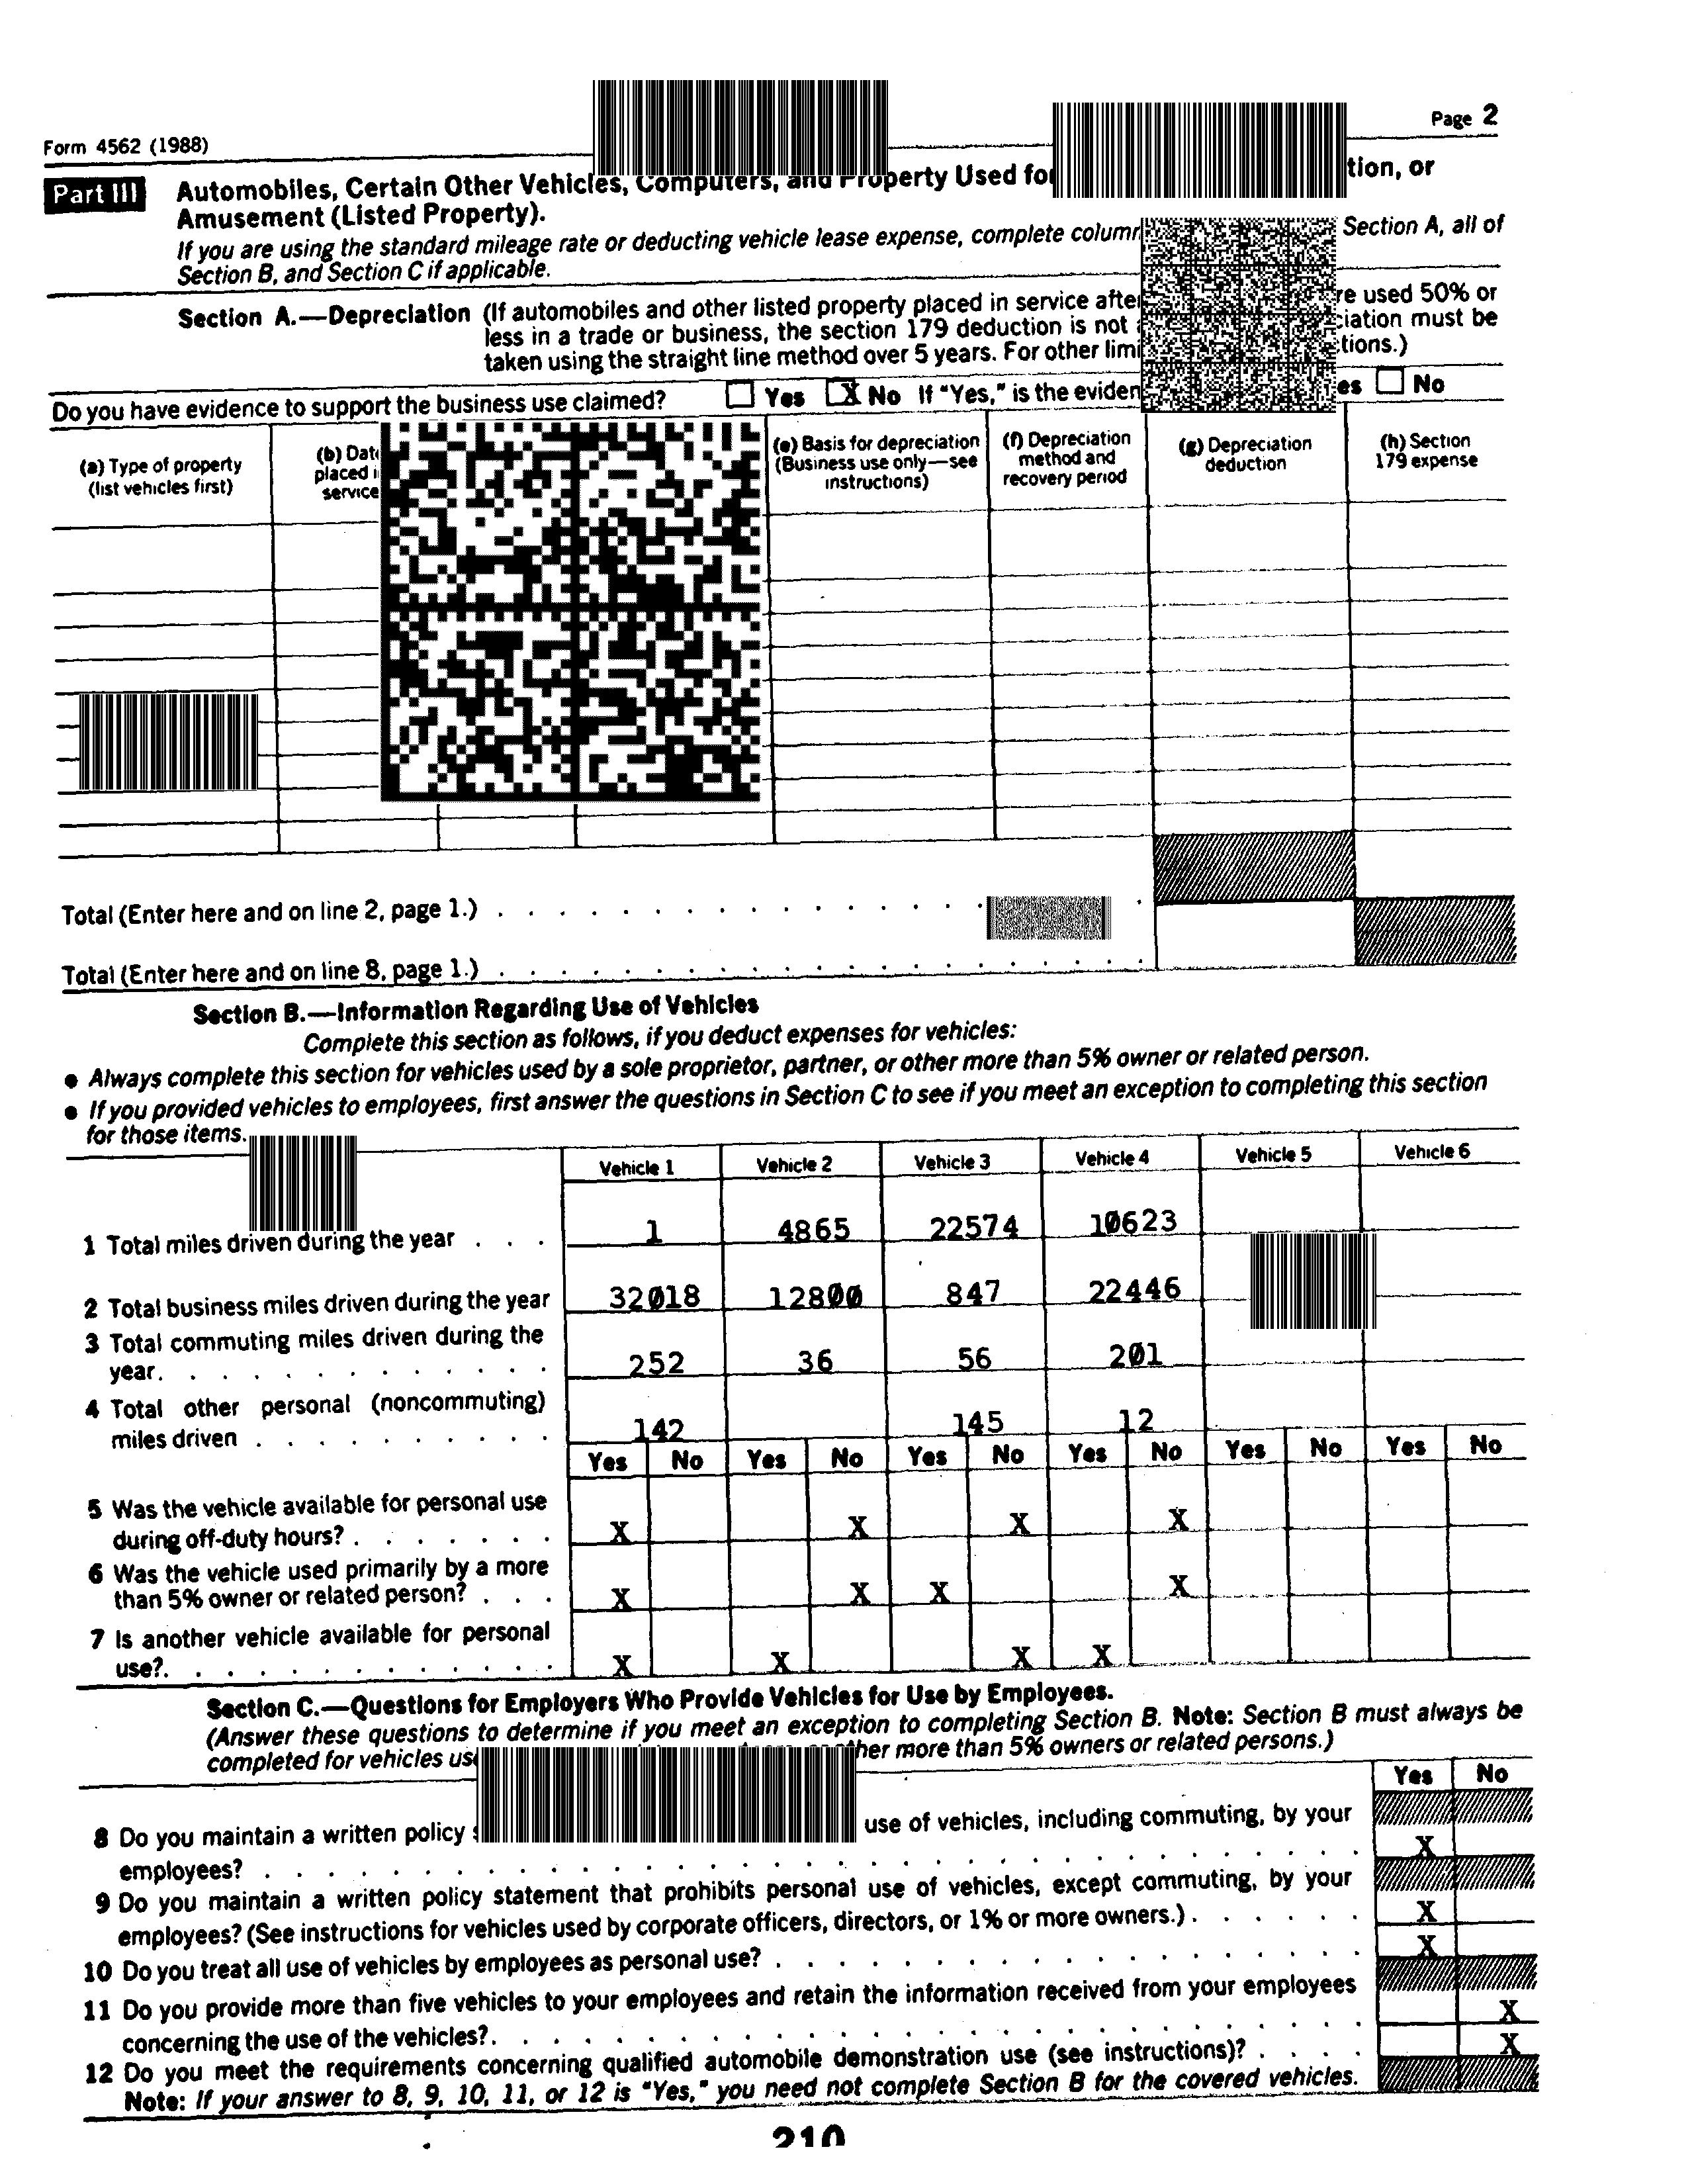 Page 2
Form 4562 (1988)
Part III Automobiles, Certain Other Vehicles, Computers, and Property Used for tion, or
Amusement (Listed Property).
If you are using the standard mileage rate or deducting vehicle lease expense, complete Section A, all of
Section B, and Section C if applicable.
Section A.—Depreciation (If automobiles and other listed property placed in service after re used 50% or
less in a trade or business, the section 179 deduction is not ciation must be
taken using the straight line method over 5 years. For other tions.)
Do you have evidence to support the business use claimed? Yes X No If "Yes," is the es No
(a) Type of property
(list vehicles first)
(b) Date
placed
service
(e) Basis for depreciation
(Business use only—see
instructions)
(f) Depreciation
method and
recovery period
(g) Depreciation
deduction
(h) Section
179 expense
Total (Enter here and on line 2, page 1.)
Total (Enter here and on line 8, page 1.)
Section B.—Information Regarding Use of Vehicles
Complete this section as follows, if you deduct expenses for vehicles:
● Always complete this section for vehicles used by a sole proprietor, partner, or other more than 5% owner or related person.
● If you provided vehicles to employees, first answer the questions in Section C to see if you meet an exception to completing this section
for those items.
Vehicle 1 Vehicle 2 Vehicle 3 Vehicle 4 Vehicle 5 Vehicle 6
1 Total miles driven during the year . . . 1 4865 22574 10623
2 Total business miles driven during the year 32018 12800 847 22446
3 Total commuting miles driven during the
year. . . . . . . . . . . . . 252 36 56 201
4 Total other personal (noncommuting)
miles driven . . . . . . . . . . 142 145 12
Yes No Yes No Yes No Yes No Yes No Yes No
5 Was the vehicle available for personal use
during off-duty hours? . . . . . . . X X X X
6 Was the vehicle used primarily by a more
than 5% owner or related person? . . . X X X X
7 Is another vehicle available for personal
use?. . . . . . . . . . . . . X X X X
Section C.—Questions for Employers Who Provide Vehicles for Use by Employees.
(Answer these questions to determine if you meet an exception to completing Section B. Note: Section B must always be
completed for vehicles her more than 5% owners or related persons.)
Yes No
8 Do you maintain a written policy use of vehicles, including commuting, by your
employees? X
9 Do you maintain a written policy statement that prohibits personal use of vehicles, except commuting, by your
employees? (See instructions for vehicles used by corporate officers, directors, or 1% or more owners.) . . . . . . X
10 Do you treat all use of vehicles by employees as personal use? X
11 Do you provide more than five vehicles to your employees and retain the information received from your employees
concerning the use of the vehicles?. X
12 Do you meet the requirements concerning qualified automobile demonstration use (see instructions)? . . . . X
Note: If your answer to 8, 9, 10, 11, or 12 is "Yes," you need not complete Section B for the covered vehicles.
210